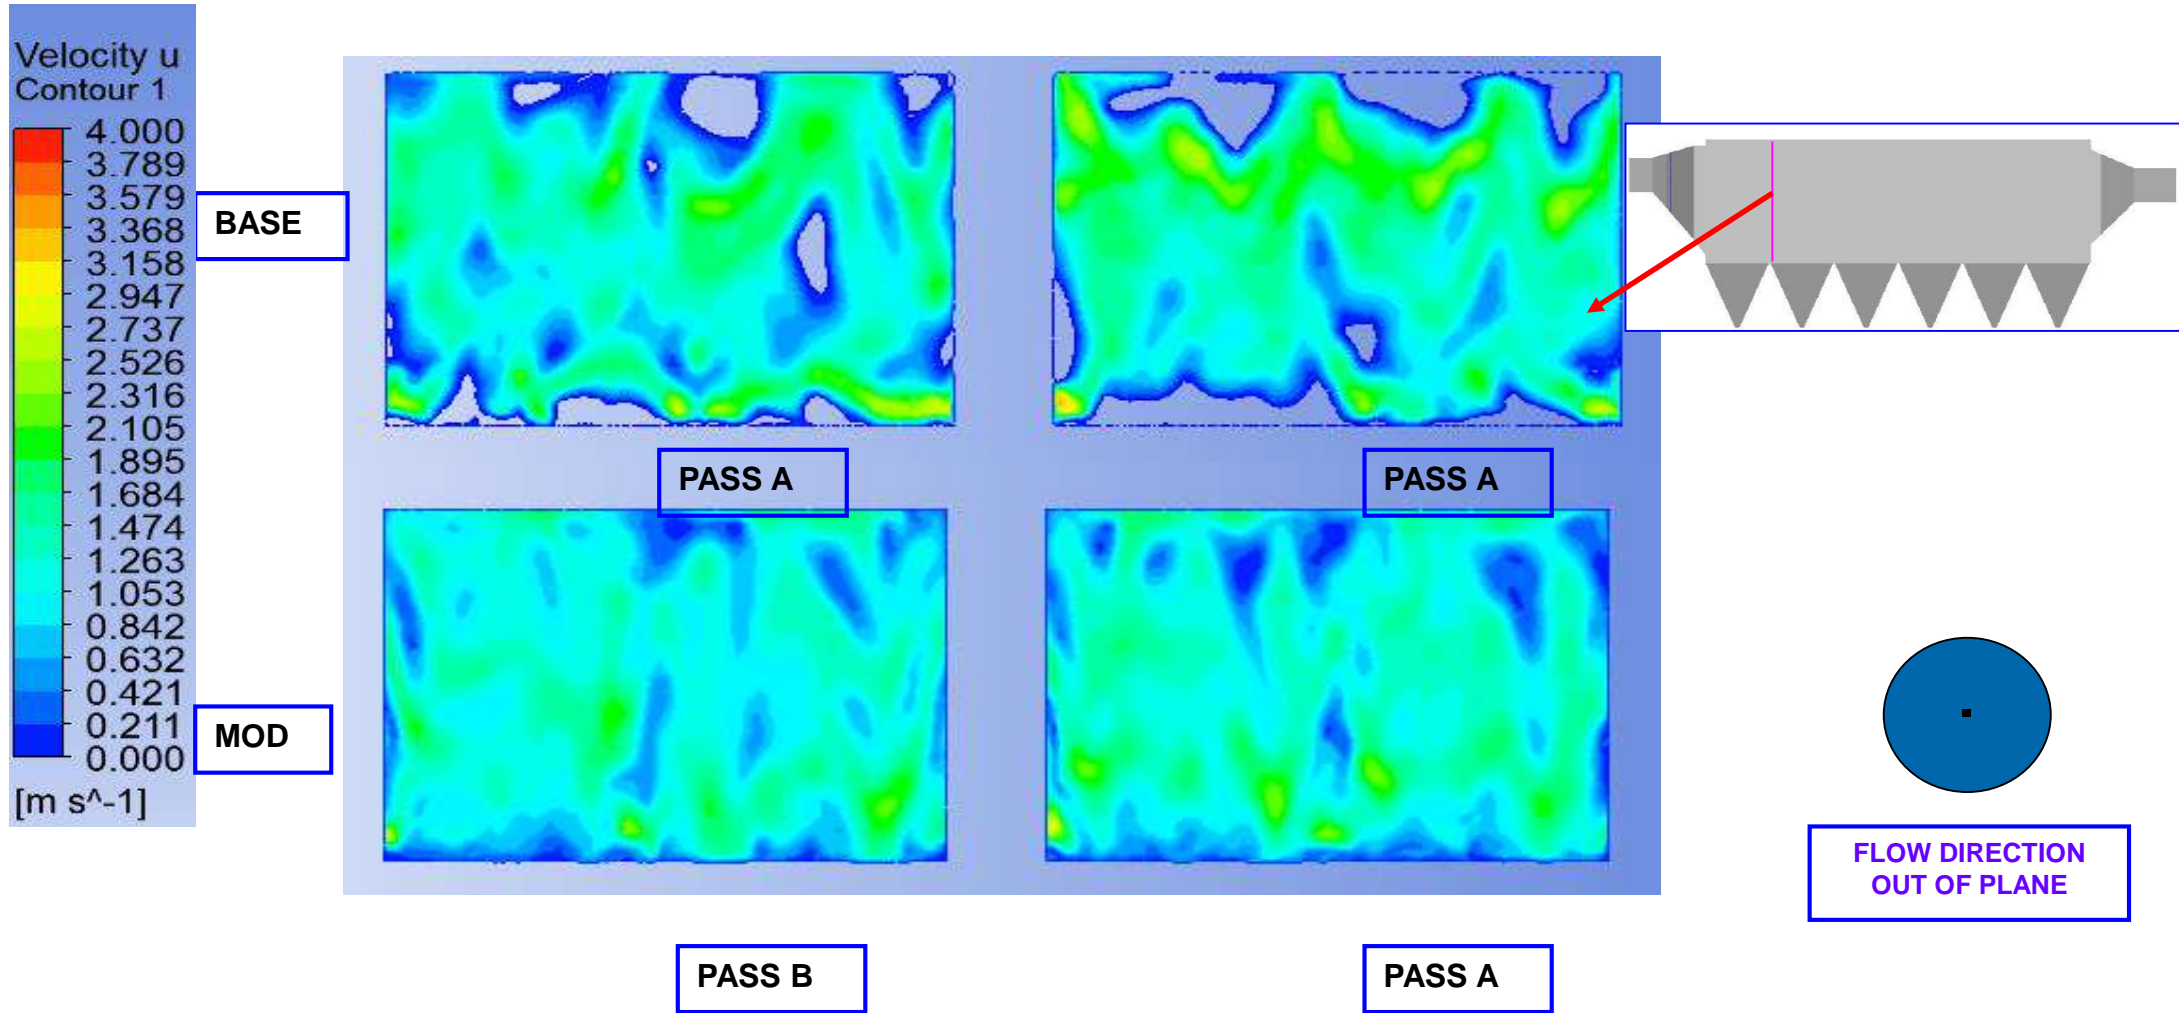 Velocity u
Contour 1
4.000
3.789
3.579
3.368
3.158
2.947
2.737
2.526
2.316
2.105
1.895
1.684
1.474
1.263
1.053
0.842
0.632
0.421
0.211
0.000
[m s^-1]
BASE
PASS A
PASS A
MOD
PASS B
PASS A
FLOW DIRECTION
OUT OF PLANE